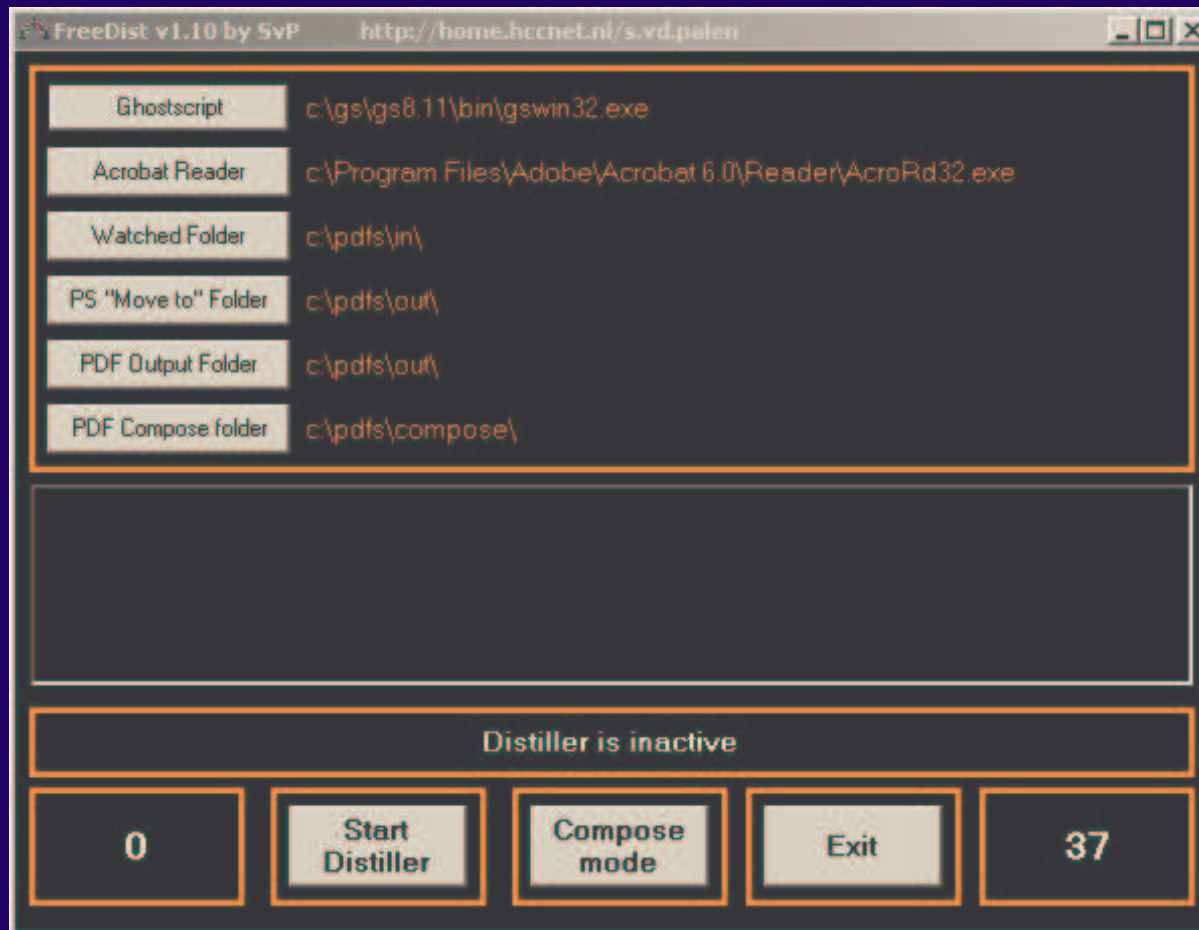 FreeDist v1.10 by SvP http://home.hccnet.nl/s.vd.palen
Ghostscript c:\gs\gs8.11\bin\gswin32.exe
Acrobat Reader c:\Program Files\Adobe\Acrobat 6.0\Reader\AcroRd32.exe
Watched Folder c:\pdfs\in\
PS "Move to" Folder c:\pdfs\out\
PDF Output Folder c:\pdfs\out\
PDF Compose folder c:\pdfs\compose\
Distiller is inactive
0
Start
Distiller
Compose
mode
Exit
37